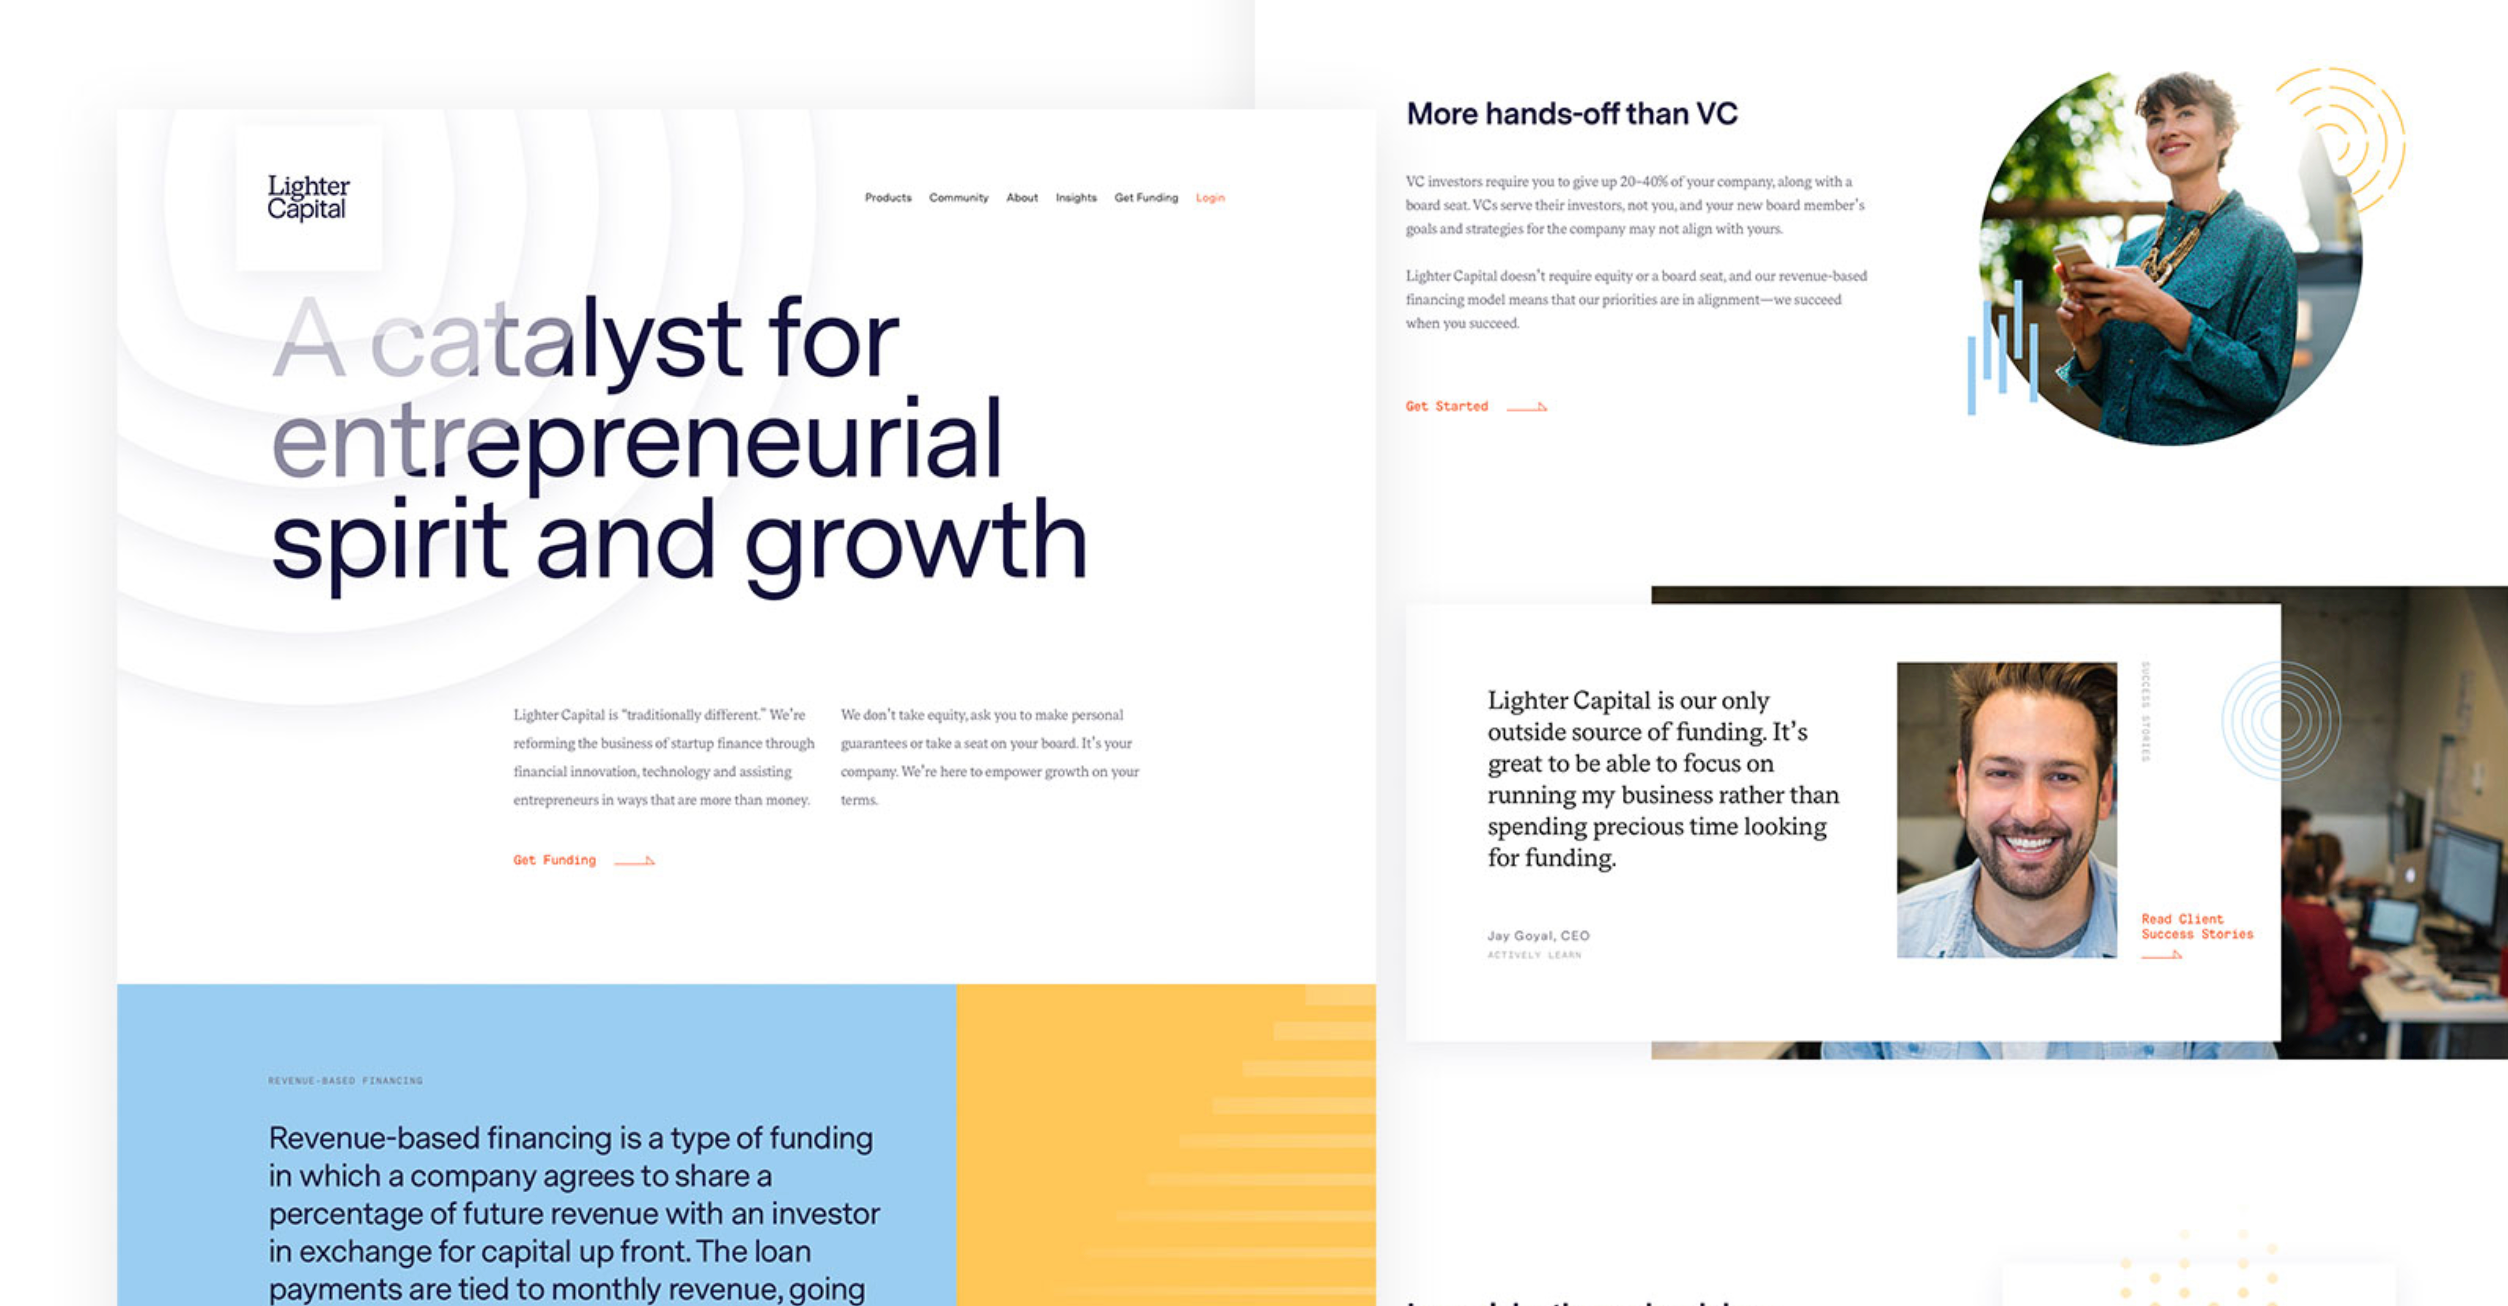 Lighter
Capital
Products Community About Insights Get Funding Login
A catalyst for
entrepreneurial
spirit and growth
Lighter Capital is “traditionally different.” We’re
reforming the business of startup finance through
financial innovation, technology and assisting
entrepreneurs in ways that are more than money.
We don’t take equity, ask you to make personal
guarantees or take a seat on your board. It’s your
company. We’re here to empower growth on your
terms.
Get Funding
REVENUE-BASED FINANCING
Revenue-based financing is a type of funding
in which a company agrees to share a
percentage of future revenue with an investor
in exchange for capital up front. The loan
payments are tied to monthly revenue, going
More hands-off than VC
VC investors require you to give up 20–40% of your company, along with a
board seat. VCs serve their investors, not you, and your new board member’s
goals and strategies for the company may not align with yours.
Lighter Capital doesn’t require equity or a board seat, and our revenue-based
financing model means that our priorities are in alignment—we succeed
when you succeed.
Get Started
Lighter Capital is our only
outside source of funding. It’s
great to be able to focus on
running my business rather than
spending precious time looking
for funding.
Jay Goyal, CEO
ACTIVELY LEARN
SUCCESS STORIES
Read Client
Success Stories